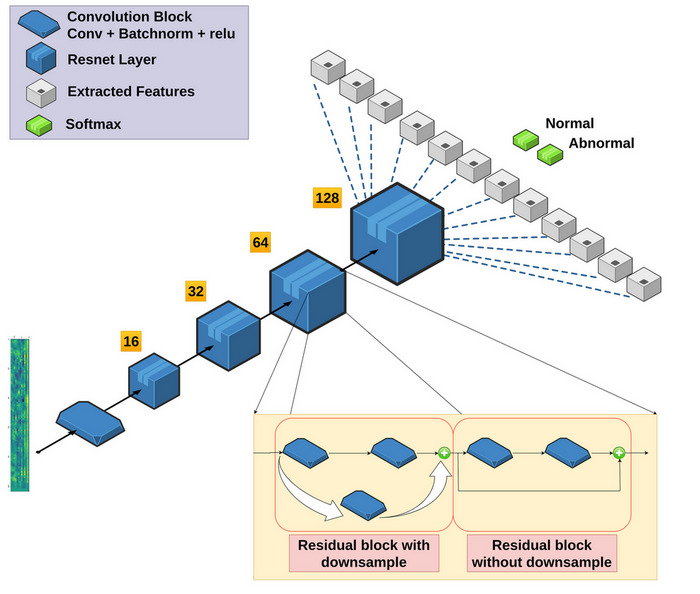 Convolution Block
Conv + Batchnorm + relu
Resnet Layer
Extracted Features
Softmax
Normal
Abnormal
128
64
32
16
Residual block with
downsample
Residual block
without downsample